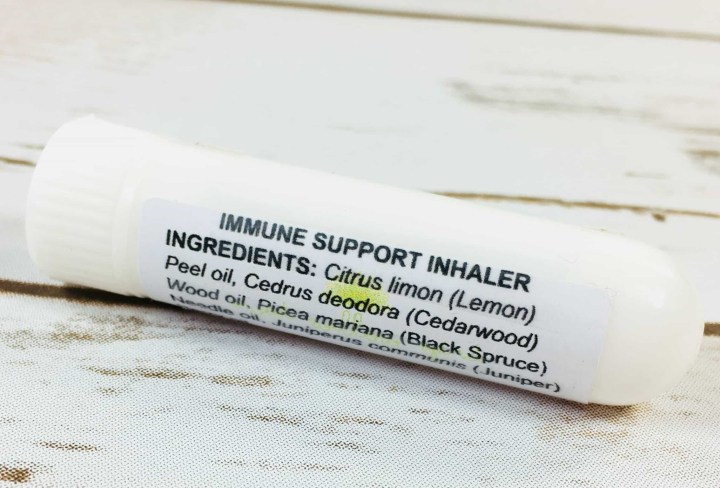 IMMUNE SUPPORT INHALER
INGREDIENTS: Citrus limon (Lemon)
Peel oil, Cedrus deodora (Cedarwood)
Wood oil, Picea mariana (Black Spruce)
Needle oil, Juniperus communis (Juniper)